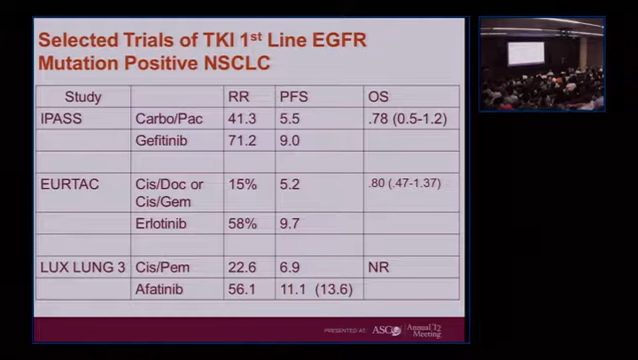 Selected Trials of TKI 1st Line EGFR
Mutation Positive NSCLC
Study RR PFS OS
IPASS Carbo/Pac 41.3 5.5 .78 (0.5-1.2)
Gefitinib 71.2 9.0
EURTAC Cis/Doc or 15% 5.2 .80 (.47-1.37)
Cis/Gem
Erlotinib 58% 9.7
LUX LUNG 3 Cis/Pem 22.6 6.9 NR
Afatinib 56.1 11.1 (13.6)
PRESENTED AT: ASCO Annual '12
Meeting